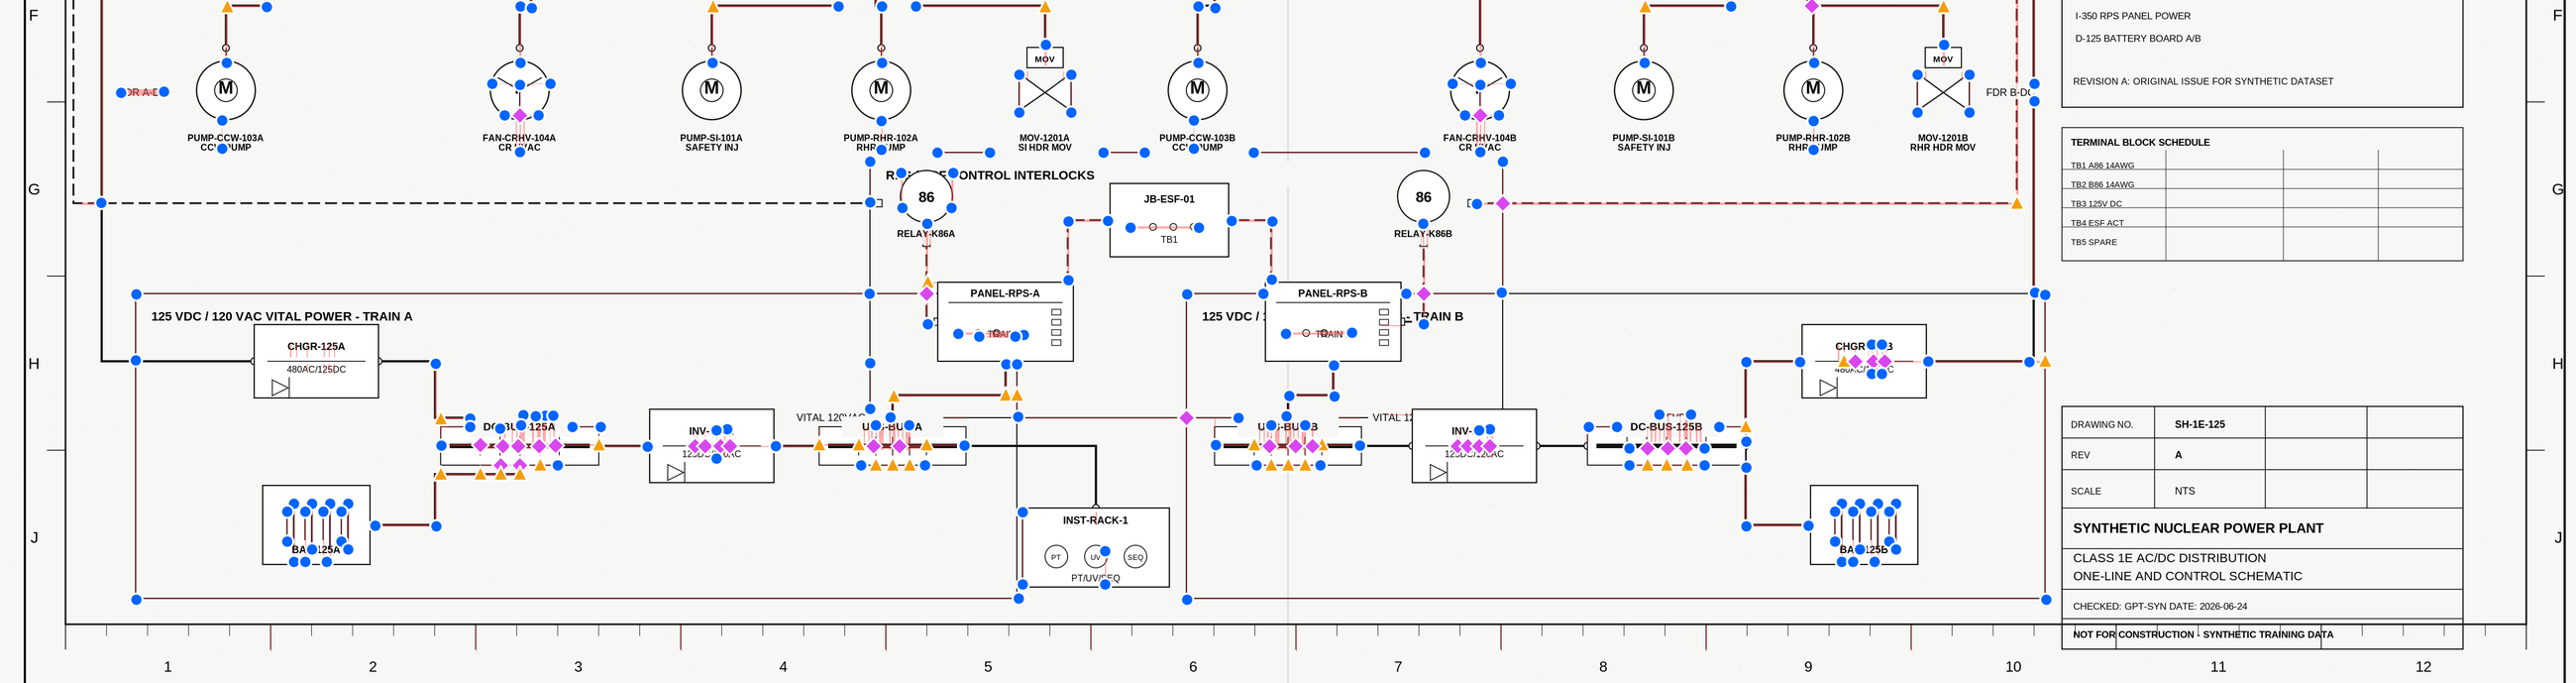 F
I-350 RPS PANEL POWER
F
D-125 BATTERY BOARD A/B
MOV
MOV
M
M
M
M
M
M
REVISION A: ORIGINAL ISSUE FOR SYNTHETIC DATASET
FDR B-DC
PUMP-CCW-103A
FAN-CRHV-104A
PUMP-SI-101A
SAFETY INJ
PUMP-RHR-102A
MOV-1201A
SI HDR MOV
PUMP-CCW-103B
FAN-CRHV-104B
PUMP-SI-101B
SAFETY INJ
PUMP-RHR-102B
MOV-1201B
RHR HDR MOV
TERMINAL BLOCK SCHEDULE
TB1 A86 14AWG
TB2 B86 14AWG
TB3 125V DC
TB4 ESF ACT
TB5 SPARE
CONTROL INTERLOCKS
G
86
JB-ESF-01
TB1
86
G
RELAY-K86A
RELAY-K86B
PANEL-RPS-A
TRAIN
PANEL-RPS-B
TRAIN
125 VDC / 120 VAC VITAL POWER - TRAIN A
125 VDC /
- TRAIN B
CHGR-125A
480AC/125DC
H
H
VITAL 120VAC
VITAL
DRAWING NO.
SH-1E-125
REV
A
SCALE
NTS
DC-BUS-125A
DC-BUS-125B
J
INST-RACK-1
PT
UV
SEQ
PT/UV/SEQ
J
SYNTHETIC NUCLEAR POWER PLANT
CLASS 1E AC/DC DISTRIBUTION
ONE-LINE AND CONTROL SCHEMATIC
CHECKED: GPT-SYN DATE: 2026-06-24
NOT FOR CONSTRUCTION - SYNTHETIC TRAINING DATA
1
2
3
4
5
6
7
8
9
10
11
12